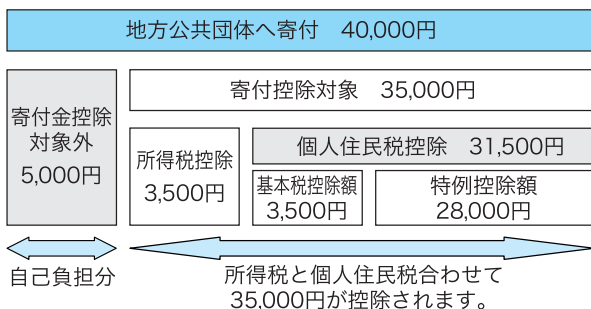 地方公共団体へ寄付　40,000円
寄付金控除
対象外
5,000円
寄付控除対象　35,000円
所得税控除
3,500円
個人住民税控除　31,500円
基本税控除額
3,500円
特例控除額
28,000円
自己負担分
所得税と個人住民税合わせて
35,000円が控除されます。